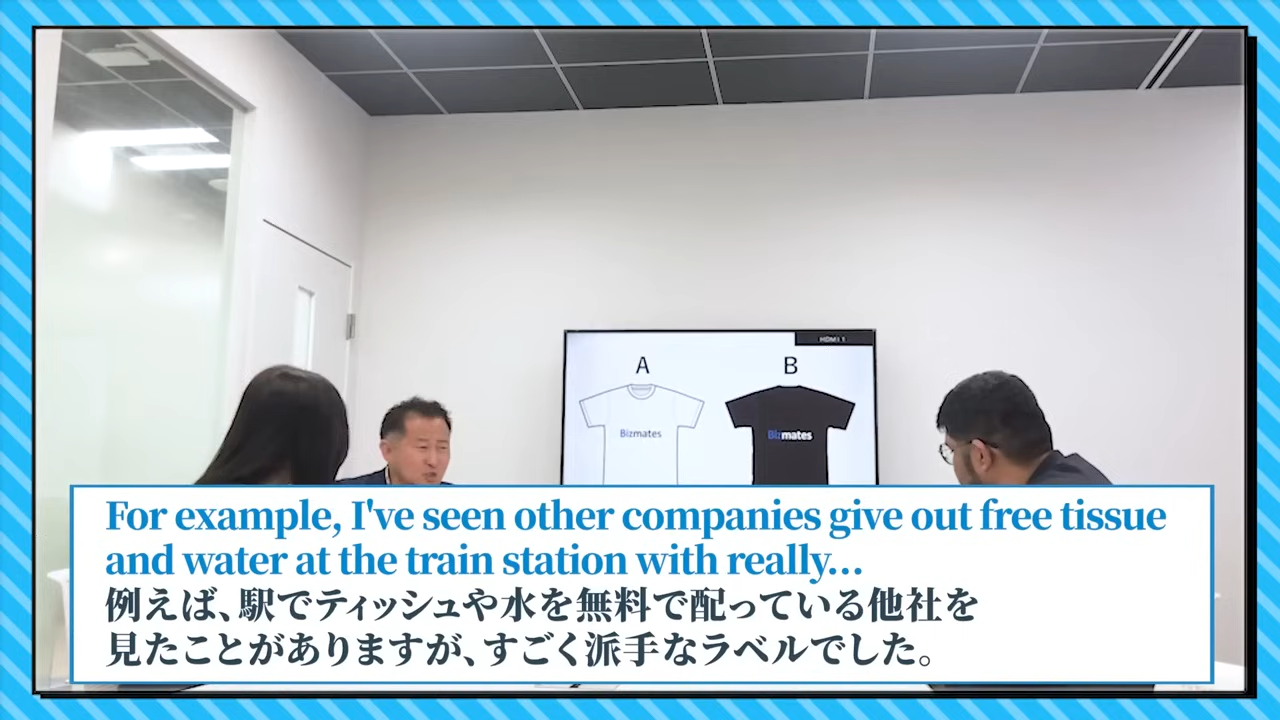 HDMI 1
A
B
Bizmates
Bizmates
For example, I've seen other companies give out free tissue
and water at the train station with really...
例えば、駅でティッシュや水を無料で配っている他社を
見たことがありますが、すごく派手なラベルでした。